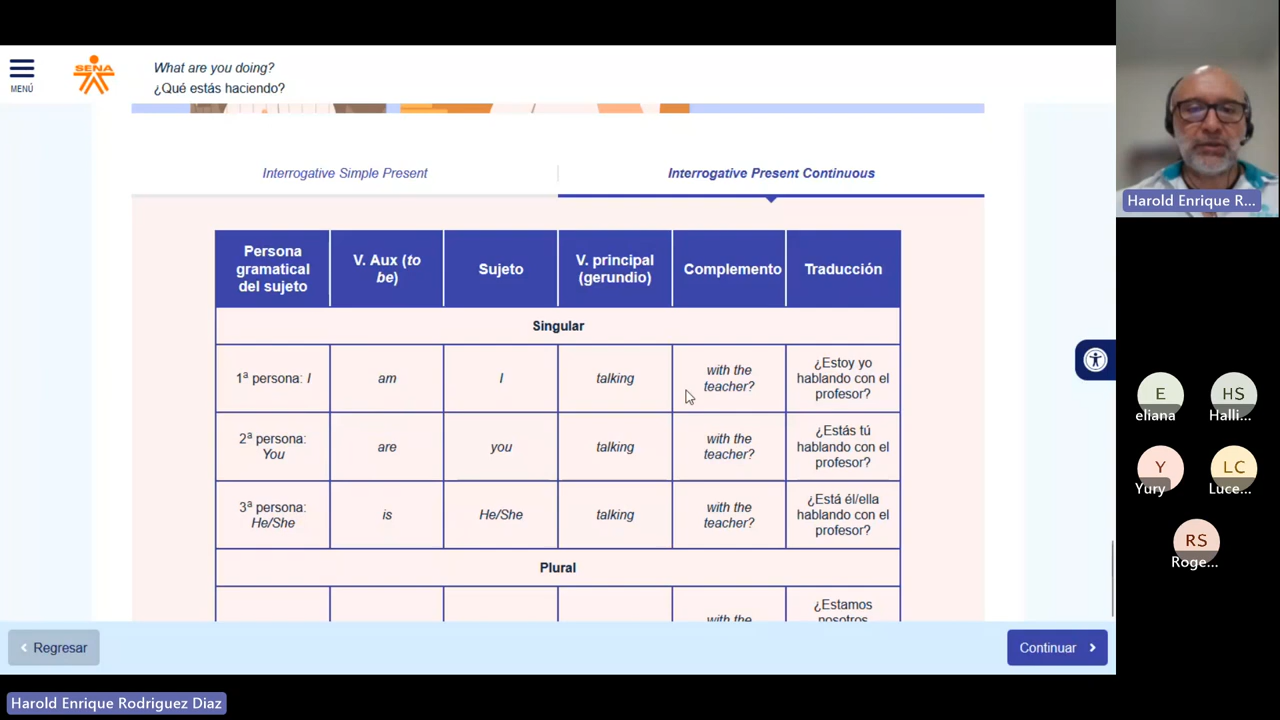 What are you doing?
MENÚ
SENA
¿Qué estás haciendo?
Harold Enrique R...
Interrogative Simple Present
Interrogative Present Continuous
Persona gramatical del sujeto
V. Aux (to be)
Sujeto
V. principal (gerundio)
Complemento
Traducción
Singular
1ª persona: I
am
I
talking
with the teacher?
¿Estoy yo hablando con el profesor?
2ª persona: You
are
you
talking
with the teacher?
¿Estás tú hablando con el profesor?
3ª persona: He/She
is
He/She
talking
with the teacher?
¿Está él/ella hablando con el profesor?
Plural
with the
¿Estamos nosotros
E
eliana
HS
Halli...
Y
Yury
LC
Luce...
RS
Roge...
Regresar
Continuar
Harold Enrique Rodriguez Diaz